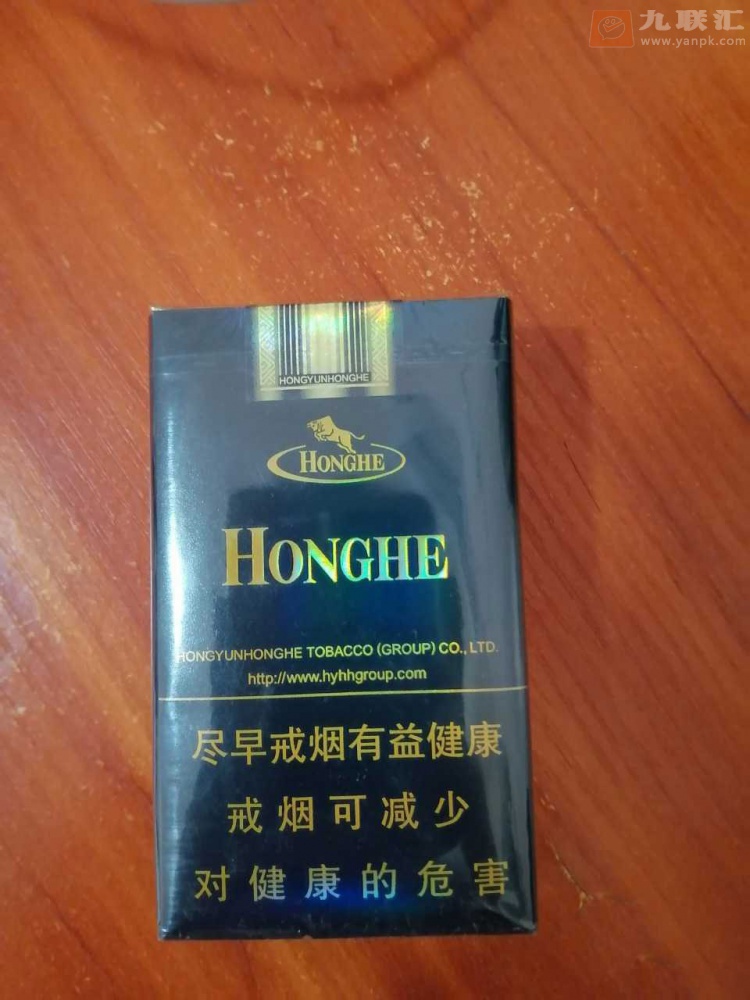 九联汇
www.yanpk.com
HONGYUNHONGHE
HONGHE
HONGHE
HONGYUNHONGHE TOBACCO (GROUP) CO., LTD.
http://www.hyhhgroup.com
尽早戒烟有益健康
戒烟可减少
对健康的危害